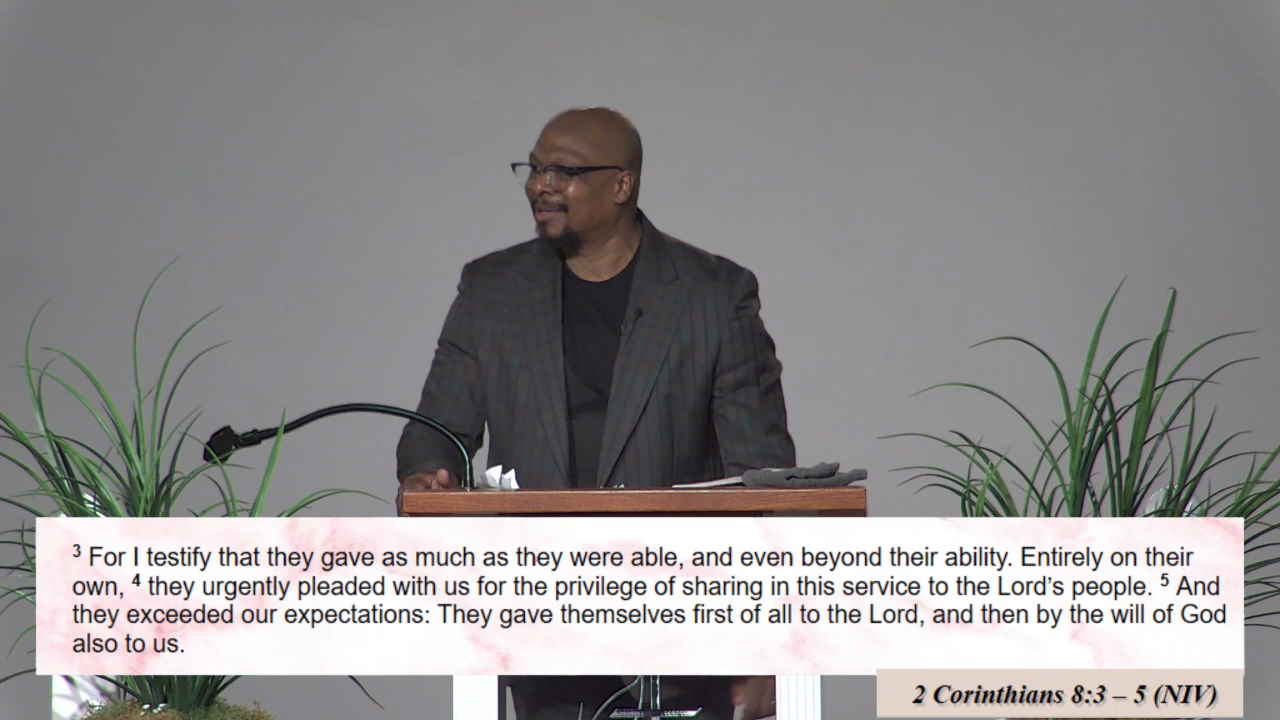 ³ For I testify that they gave as much as they were able, and even beyond their ability. Entirely on their
own, ⁴ they urgently pleaded with us for the privilege of sharing in this service to the Lord’s people. ⁵ And
they exceeded our expectations: They gave themselves first of all to the Lord, and then by the will of God
also to us.
2 Corinthians 8:3 – 5 (NIV)